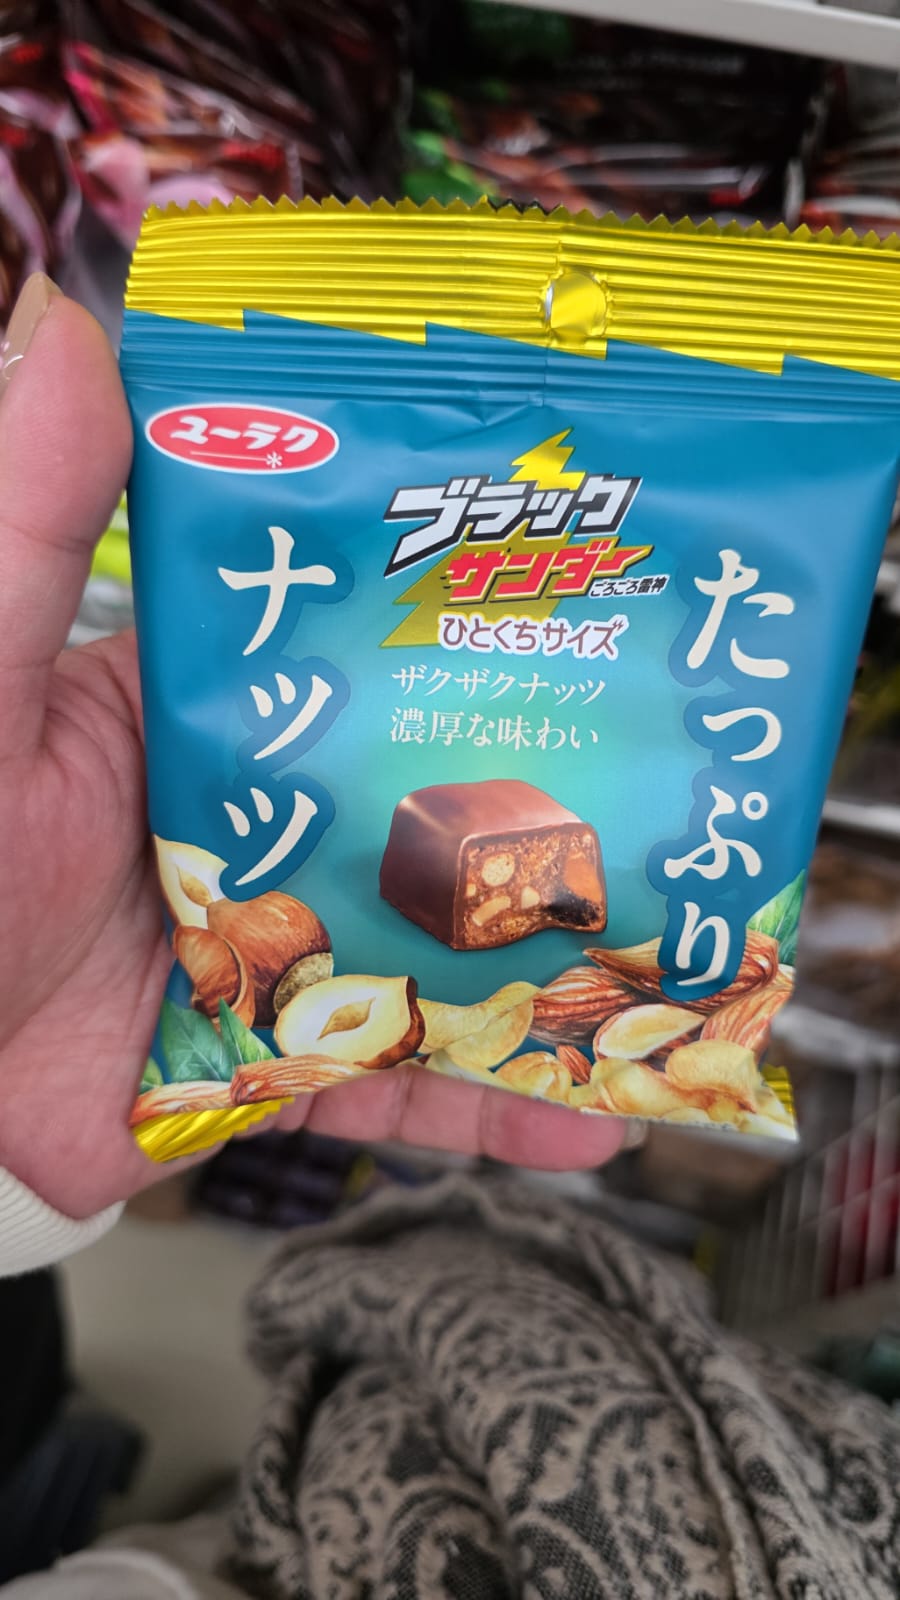 ユーラク
ブラック
サンダー
ごろごろ雷神
ひとくちサイズ
ザクザクナッツ
濃厚な味わい
たっぷり
ナッツ